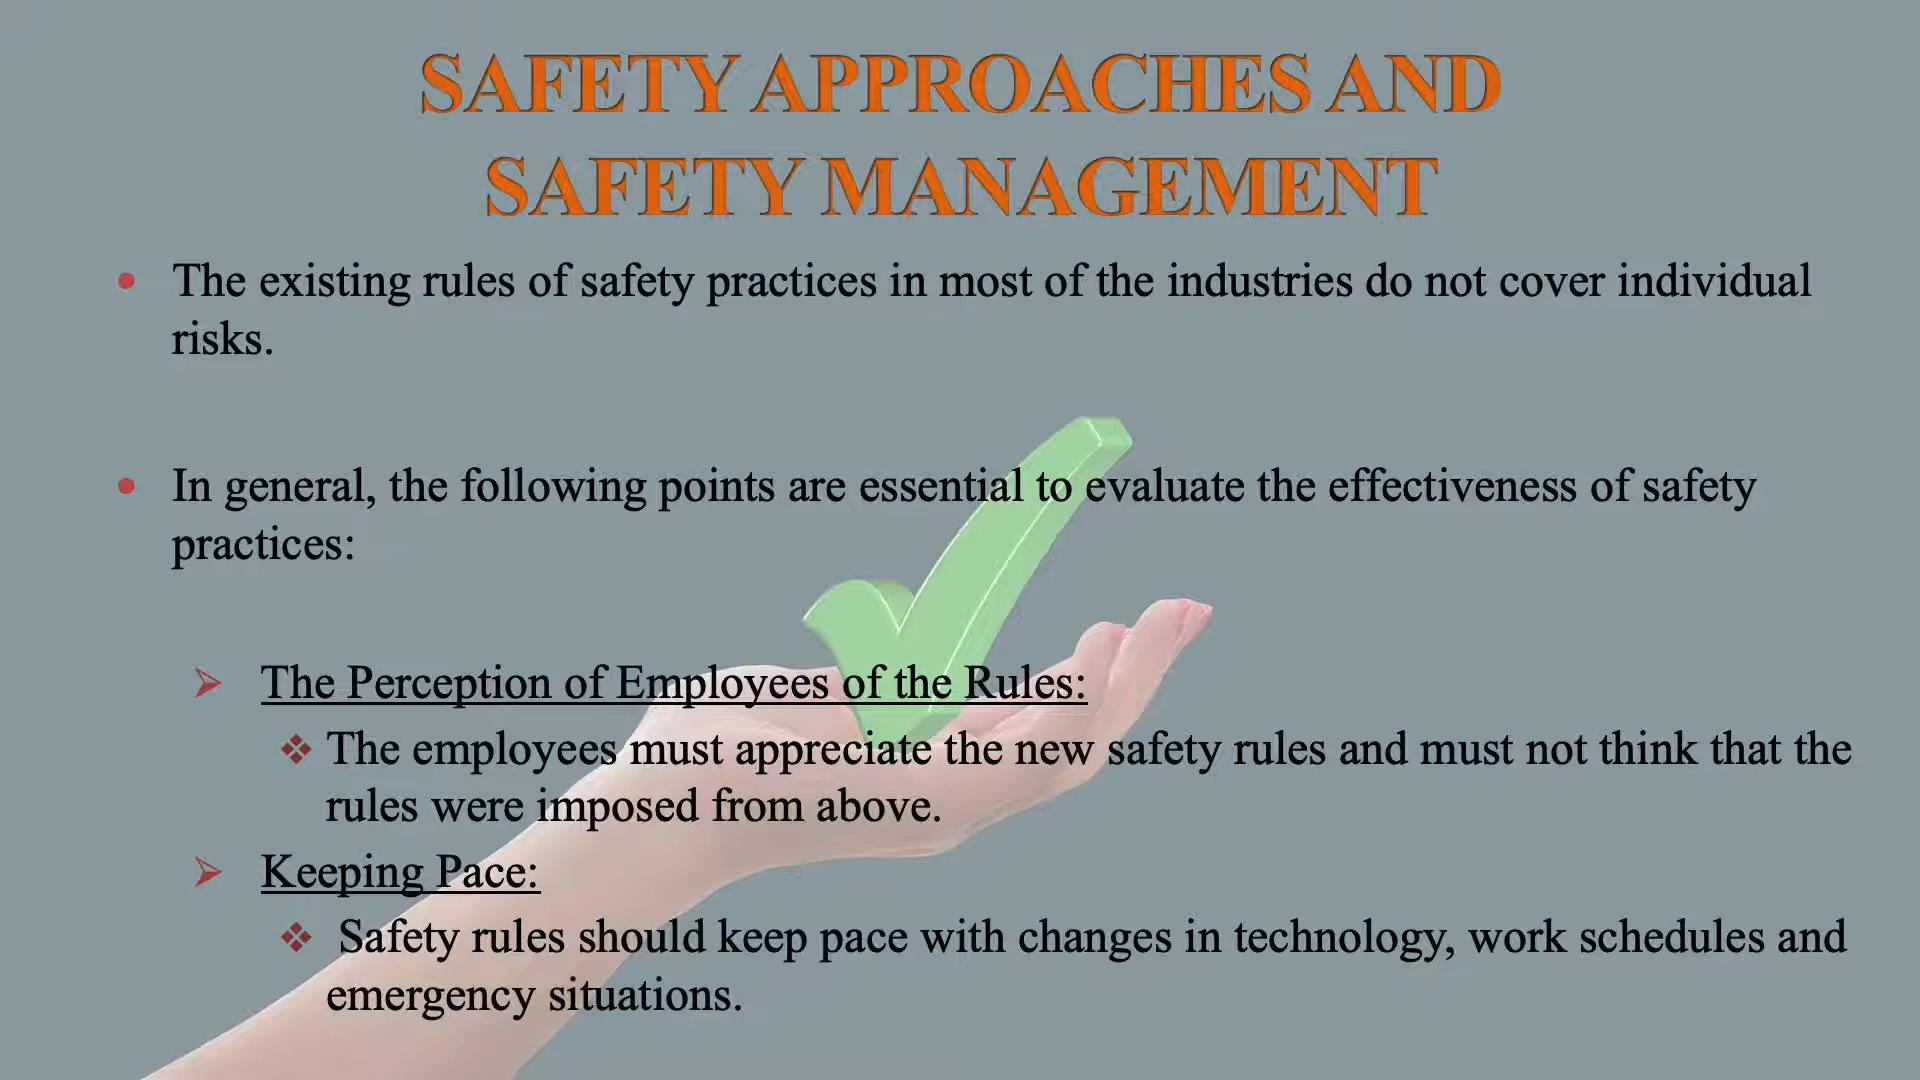 SAFETY APPROACHES AND
SAFETY MANAGEMENT
• The existing rules of safety practices in most of the industries do not cover individual
risks.
• In general, the following points are essential to evaluate the effectiveness of safety
practices:
➢ The Perception of Employees of the Rules:
❖ The employees must appreciate the new safety rules and must not think that the
rules were imposed from above.
➢ Keeping Pace:
❖ Safety rules should keep pace with changes in technology, work schedules and
emergency situations.